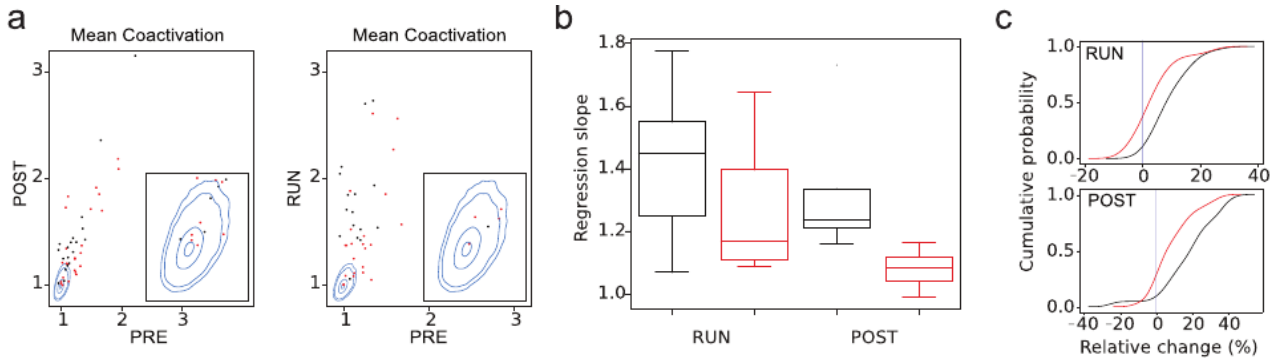 a
Mean Coactivation
POST
3
2
1
1
2
3
PRE
Mean Coactivation
RUN
3
2
1
1
2
3
PRE
b
Regression slope
1.8
1.6
1.4
1.2
1.0
RUN
POST
c
Cumulative probability
RUN
1.0
0.5
0.0
−20
0
20
40
POST
1.0
0.5
0.0
−40
−20
0
20
40
Relative change (%)